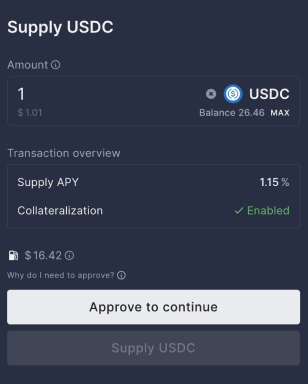 Supply USDC
Amount
1 USDC
$ 1.01 Balance 26.46 MAX
Transaction overview
Supply APY 1.15 %
Collateralization Enabled
$ 16.42
Why do I need to approve?
Approve to continue
Supply USDC